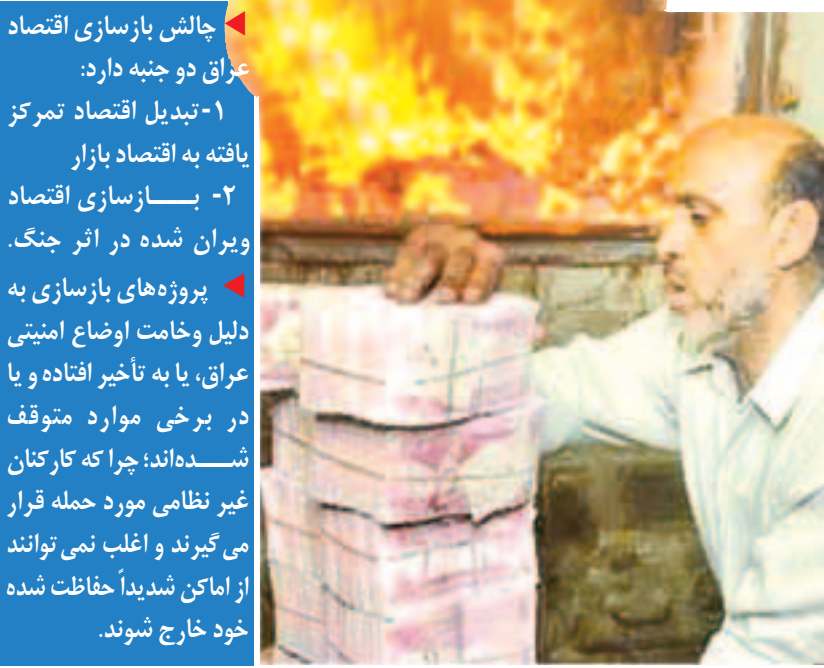 چالش بازسازی اقتصاد
عراق دو جنبه دارد:
۱-تبدیل اقتصاد تمرکز
یافته به اقتصاد بازار
۲- بـــــازسازی اقتصاد
ویران شده در اثر جنگ.
پروژه‌های بازسازی به
دلیل وخامت اوضاع امنیتی
عراق، یا به تأخیر افتاده و یا
در برخی موارد متوقف
شـــــده‌اند؛ چرا که کارکنان
غیر نظامی مورد حمله قرار
می گیرند و اغلب نمی توانند
از اماکن شدیداً حفاظت شده
خود خارج شوند.